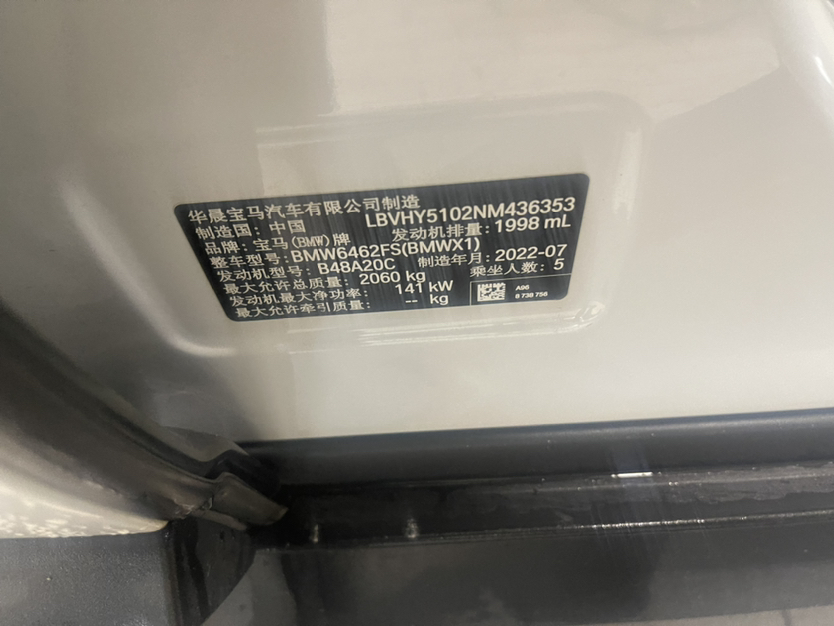 华晨宝马汽车有限公司制造
制造国：中国 LBVHY5102NM436353
品牌：宝马(BMW)牌 发动机排量：1998 mL
整车型号：BMW6462FS(BMWX1)
发动机型号：B48A20C 制造年月：2022-07
最大允许总质量：2060 kg 乘坐人数：5
发动机最大净功率：141 kW
最大允许牵引质量：-- kg
A96
8 738 756